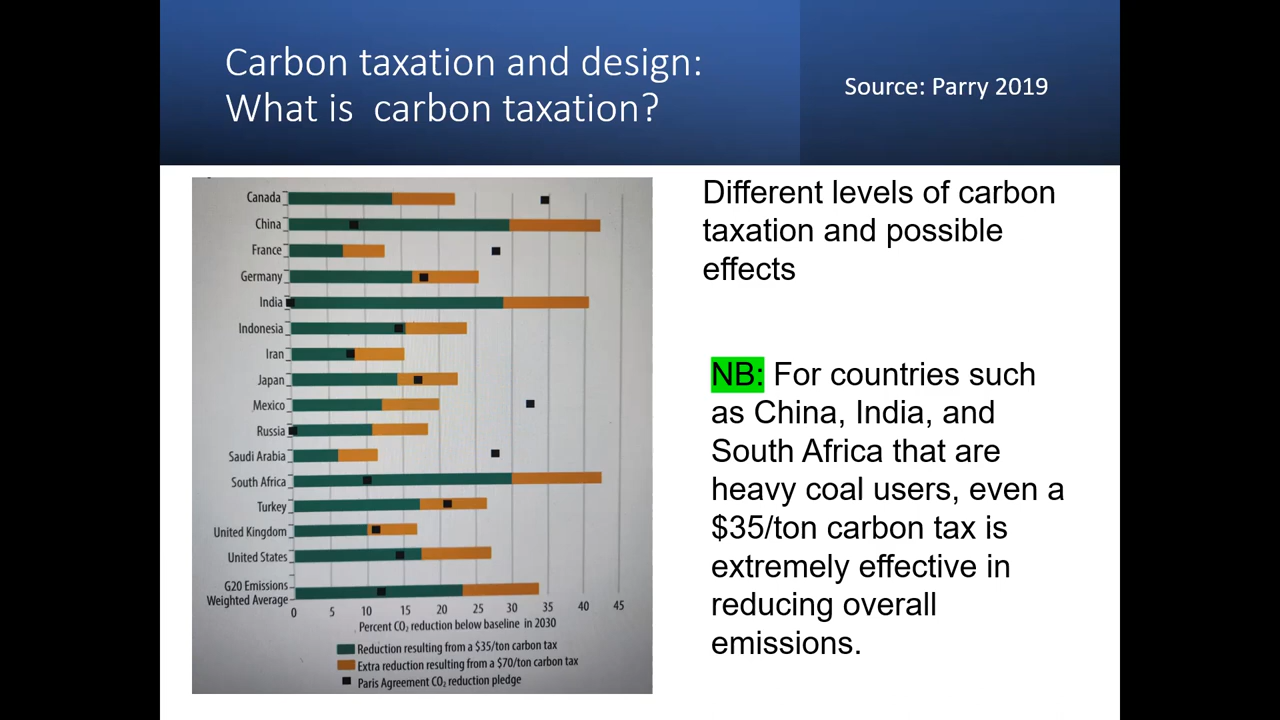 Carbon taxation and design:
What is carbon taxation?
Source: Parry 2019
Canada
China
France
Germany
India
Indonesia
Iran
Japan
Mexico
Russia
Saudi Arabia
South Africa
Turkey
United Kingdom
United States
G20 Emissions
Weighted Average
0 5 10 15 20 25 30 35 40 45
Percent CO₂ reduction below baseline in 2030
Reduction resulting from a $35/ton carbon tax
Extra reduction resulting from a $70/ton carbon tax
Paris Agreement CO₂ reduction pledge
Different levels of carbon
taxation and possible
effects
NB: For countries such
as China, India, and
South Africa that are
heavy coal users, even a
$35/ton carbon tax is
extremely effective in
reducing overall
emissions.